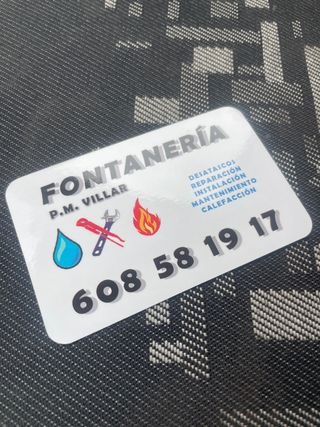 FONTANERÍA
P.M. VILLAR
DESATASCOS
REPARACIÓN
INSTALACIÓN
MANTENIMIENTO
CALEFACCIÓN
608 58 19 17